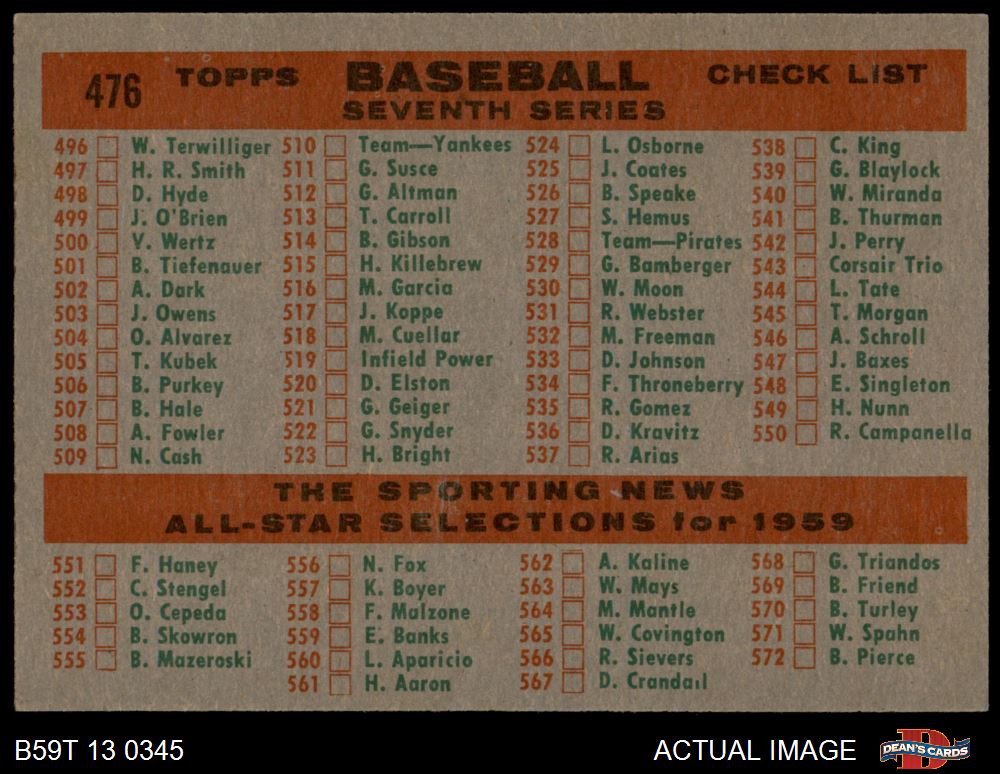 476 TOPPS BASEBALL CHECK LIST
SEVENTH SERIES
496 W. Terwilliger
497 H. R. Smith
498 D. Hyde
499 J. O'Brien
500 V. Wertz
501 B. Tiefenauer
502 A. Dark
503 J. Owens
504 O. Alvarez
505 T. Kubek
506 B. Purkey
507 B. Hale
508 A. Fowler
509 N. Cash
510 Team—Yankees
511 G. Susce
512 G. Altman
513 T. Carroll
514 B. Gibson
515 H. Killebrew
516 M. Garcia
517 J. Koppe
518 M. Cuellar
519 Infield Power
520 D. Elston
521 G. Geiger
522 G. Snyder
523 H. Bright
524 L. Osborne
525 J. Coates
526 B. Speake
527 S. Hemus
528 Team—Pirates
529 G. Bamberger
530 W. Moon
531 R. Webster
532 M. Freeman
533 D. Johnson
534 F. Throneberry
535 R. Gomez
536 D. Kravitz
537 R. Arias
538 C. King
539 G. Blaylock
540 W. Miranda
541 B. Thurman
542 J. Perry
543 Corsair Trio
544 L. Tate
545 T. Morgan
546 A. Schroll
547 J. Baxes
548 E. Singleton
549 H. Nunn
550 R. Campanella
THE SPORTING NEWS
ALL-STAR SELECTIONS for 1959
551 F. Haney
552 C. Stengel
553 O. Cepeda
554 B. Skowron
555 B. Mazeroski
556 N. Fox
557 K. Boyer
558 F. Malzone
559 E. Banks
560 L. Aparicio
561 H. Aaron
562 A. Kaline
563 W. Mays
564 M. Mantle
565 W. Covington
566 R. Sievers
567 D. Crandall
568 G. Triandos
569 B. Friend
570 B. Turley
571 W. Spahn
572 B. Pierce
B59T 13 0345
ACTUAL IMAGE
DEAN'S CARDS